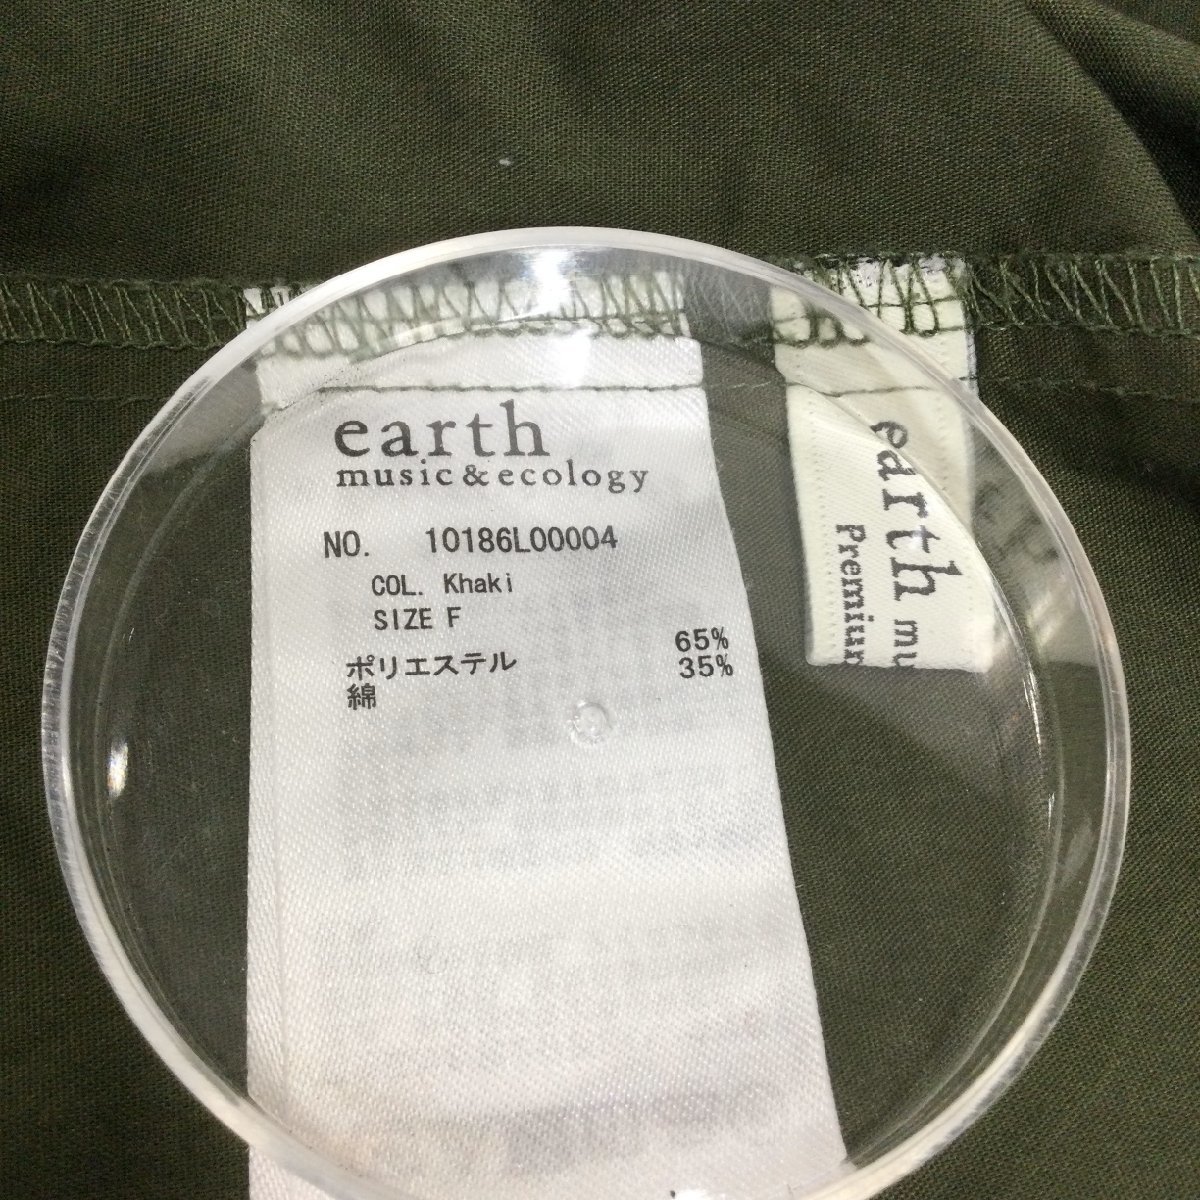 earth
music&ecology
NO. 10186L00004
COL. Khaki
SIZE F
ポリエステル 65%
綿 35%
earth mu
Premium